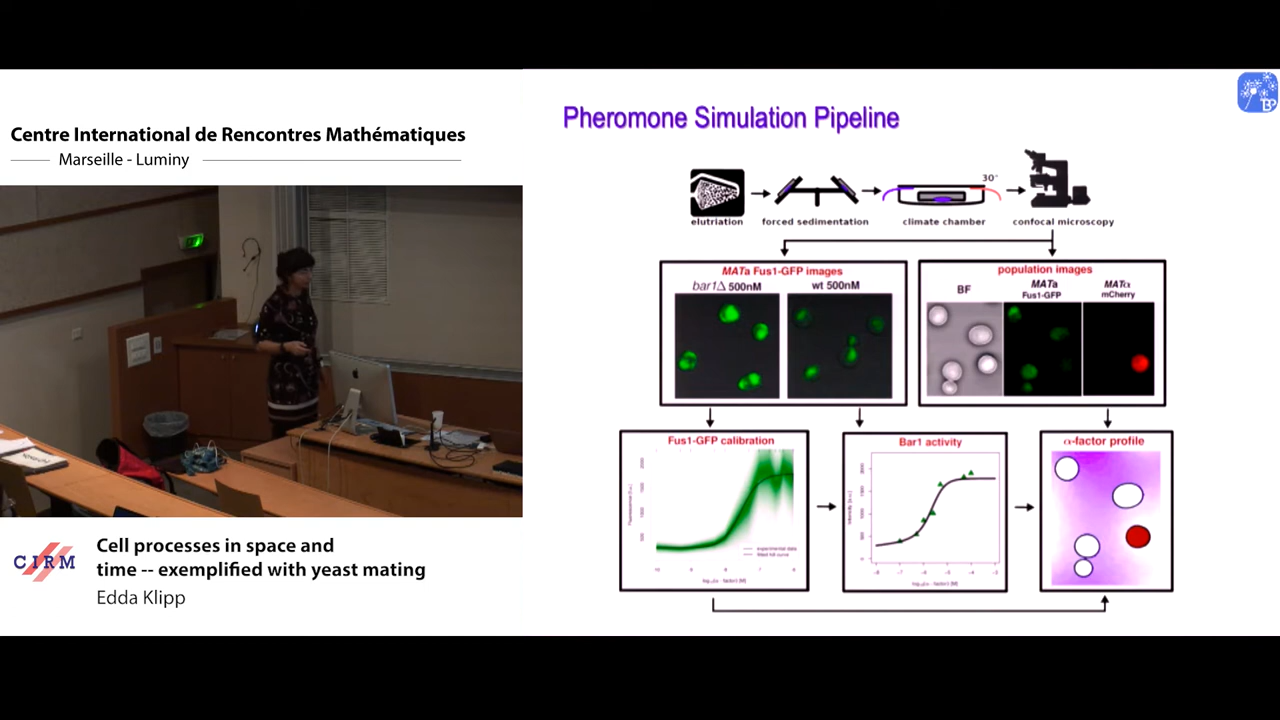 Centre International de Rencontres Mathématiques
Marseille - Luminy
CIRM
Cell processes in space and
time -- exemplified with yeast mating
Edda Klipp
Pheromone Simulation Pipeline
30°
elutriation
forced sedimentation
climate chamber
confocal microscopy
MATa Fus1-GFP images
bar1Δ 500nM
wt 500nM
population images
BF
MATa
Fus1-GFP
MATα
mCherry
Fus1-GFP calibration
experimental data
Bar1 activity
α-factor profile